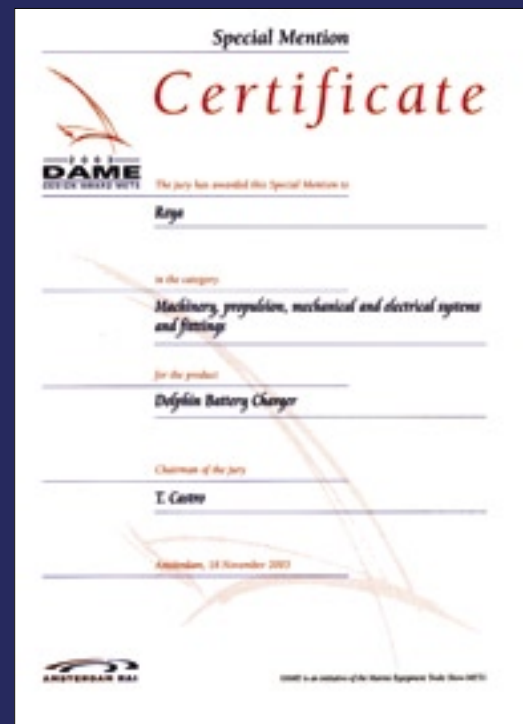 Special Mention
Certificate
2003
DAME
DESIGN AWARD METS
The jury has awarded this Special Mention to
Reya
in the category
Machinery, propulsion, mechanical and electrical systems
and fittings
for the product
Dolphin Battery Charger
Chairman of the jury
T. Castro
Amsterdam, 18 November 2003
AMSTERDAM RAI
DAME is an initiative of the Marine Equipment Trade Show METS